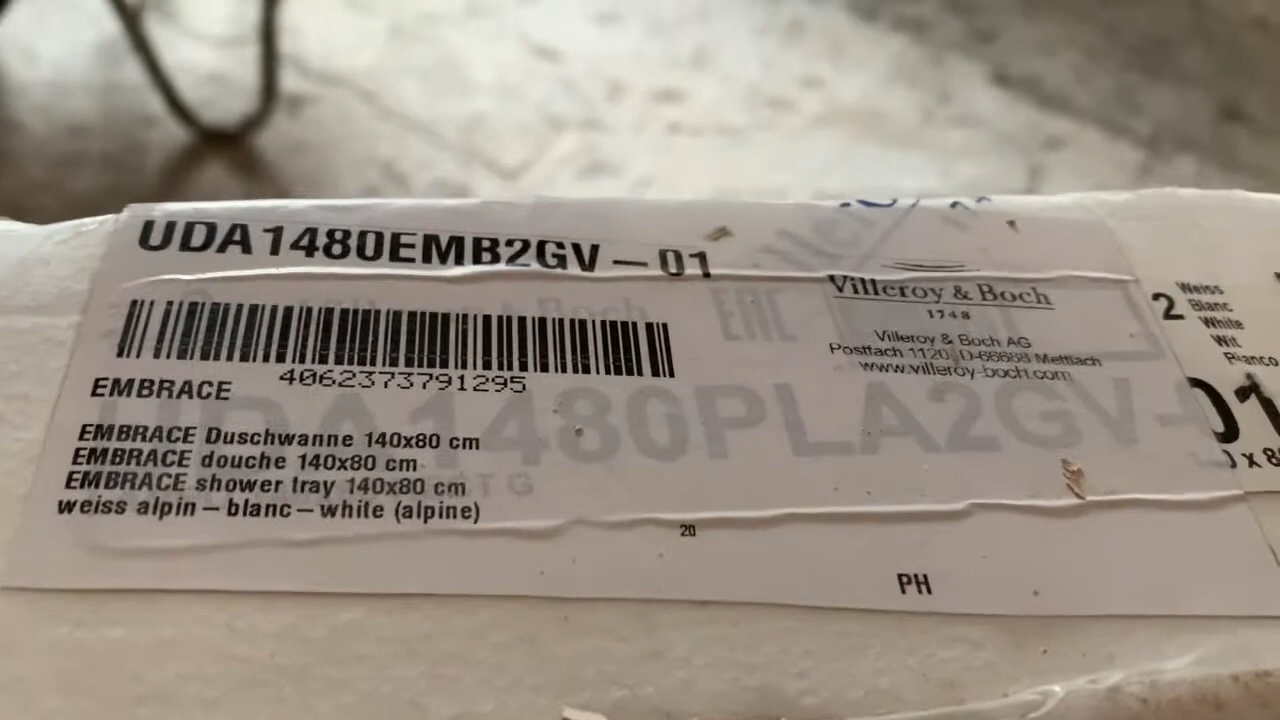 UDA1480EMB2GV-01
4062373791295
EMBRACE
EMBRACE Duschwanne 140x80 cm
EMBRACE douche 140x80 cm
EMBRACE shower tray 140x80 cm
weiss alpin - blanc - white (alpine)
20
PH
Villeroy & Boch
1748
Villeroy & Boch AG
Postfach 1120, D-66688 Mettlach
www.villeroy-boch.com
EAC
UDA1480PLA2GV-
2
Weiss
Blanc
White
Wit
Bianco
01